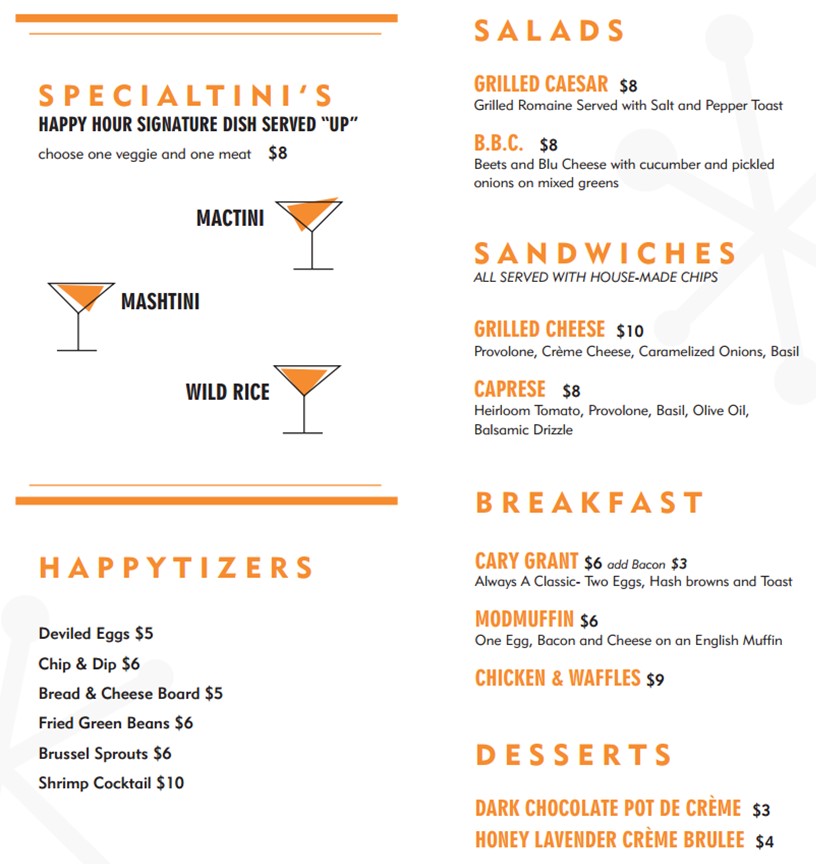 SPECIALTINI'S
HAPPY HOUR SIGNATURE DISH SERVED “UP”
choose one veggie and one meat $8
MACTINI
MASHTINI
WILD RICE
HAPPYTIZERS
Deviled Eggs $5
Chip & Dip $6
Bread & Cheese Board $5
Fried Green Beans $6
Brussel Sprouts $6
Shrimp Cocktail $10
SALADS
GRILLED CAESAR $8
Grilled Romaine Served with Salt and Pepper Toast
B.B.C. $8
Beets and Blu Cheese with cucumber and pickled
onions on mixed greens
SANDWICHES
ALL SERVED WITH HOUSE-MADE CHIPS
GRILLED CHEESE $10
Provolone, Crème Cheese, Caramelized Onions, Basil
CAPRESE $8
Heirloom Tomato, Provolone, Basil, Olive Oil,
Balsamic Drizzle
BREAKFAST
CARY GRANT $6 add Bacon $3
Always A Classic- Two Eggs, Hash browns and Toast
MODMUFFIN $6
One Egg, Bacon and Cheese on an English Muffin
CHICKEN & WAFFLES $9
DESSERTS
DARK CHOCOLATE POT DE CRÈME $3
HONEY LAVENDER CRÈME BRULEE $4